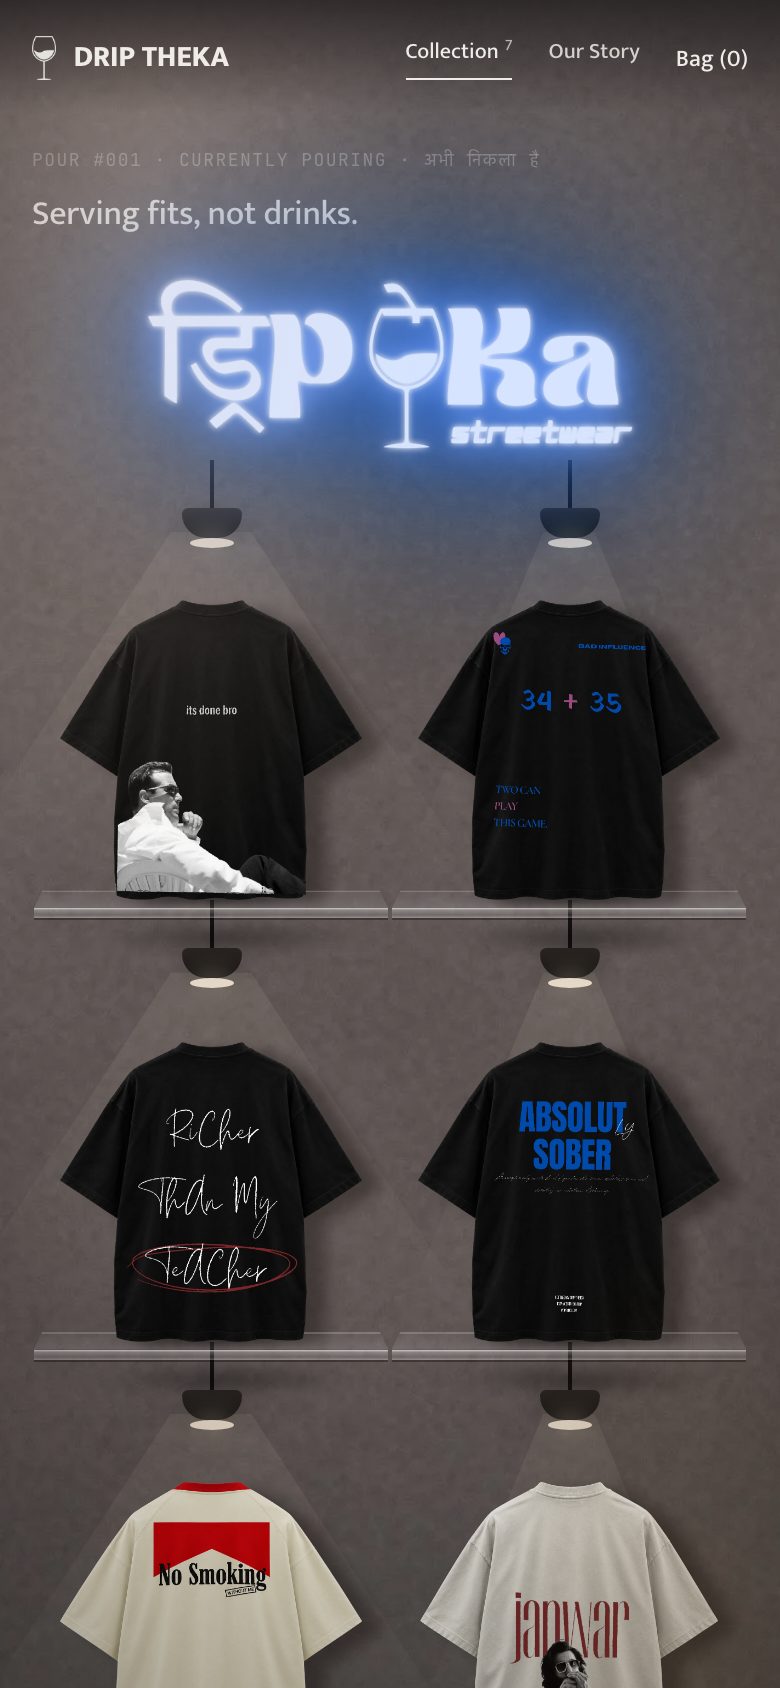 DRIP THEKA
Collection 7
Our Story
Bag (0)
POUR #001 · CURRENTLY POURING · अभी निकला है
Serving fits, not drinks.
ड्रिp Ka
streetwear
its done bro
BAD INFLUENCE
34 + 35
TWO CAN
PLAY
THIS GAME.
RiCher
ThAn My
TeACher
ABSOLUTly
SOBER
No Smoking
WITHOUT ME
janwar